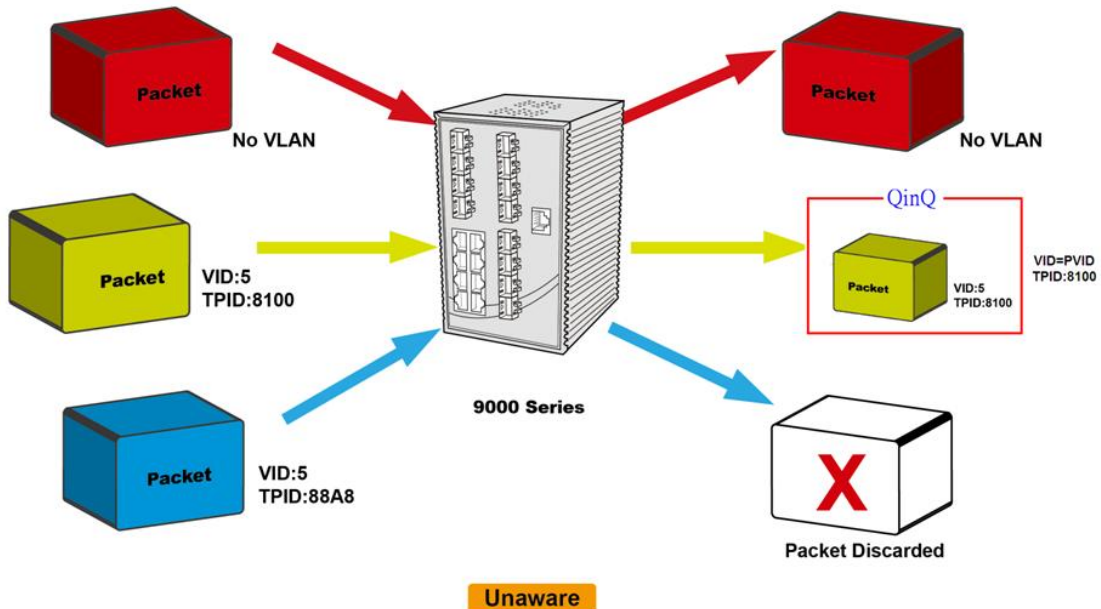 Packet
No VLAN
Packet
No VLAN
Packet
VID:5
TPID:8100
QinQ
Packet
VID:5
TPID:8100
VID=PVID
TPID:8100
9000 Series
Packet
VID:5
TPID:88A8
X
Packet Discarded
Unaware